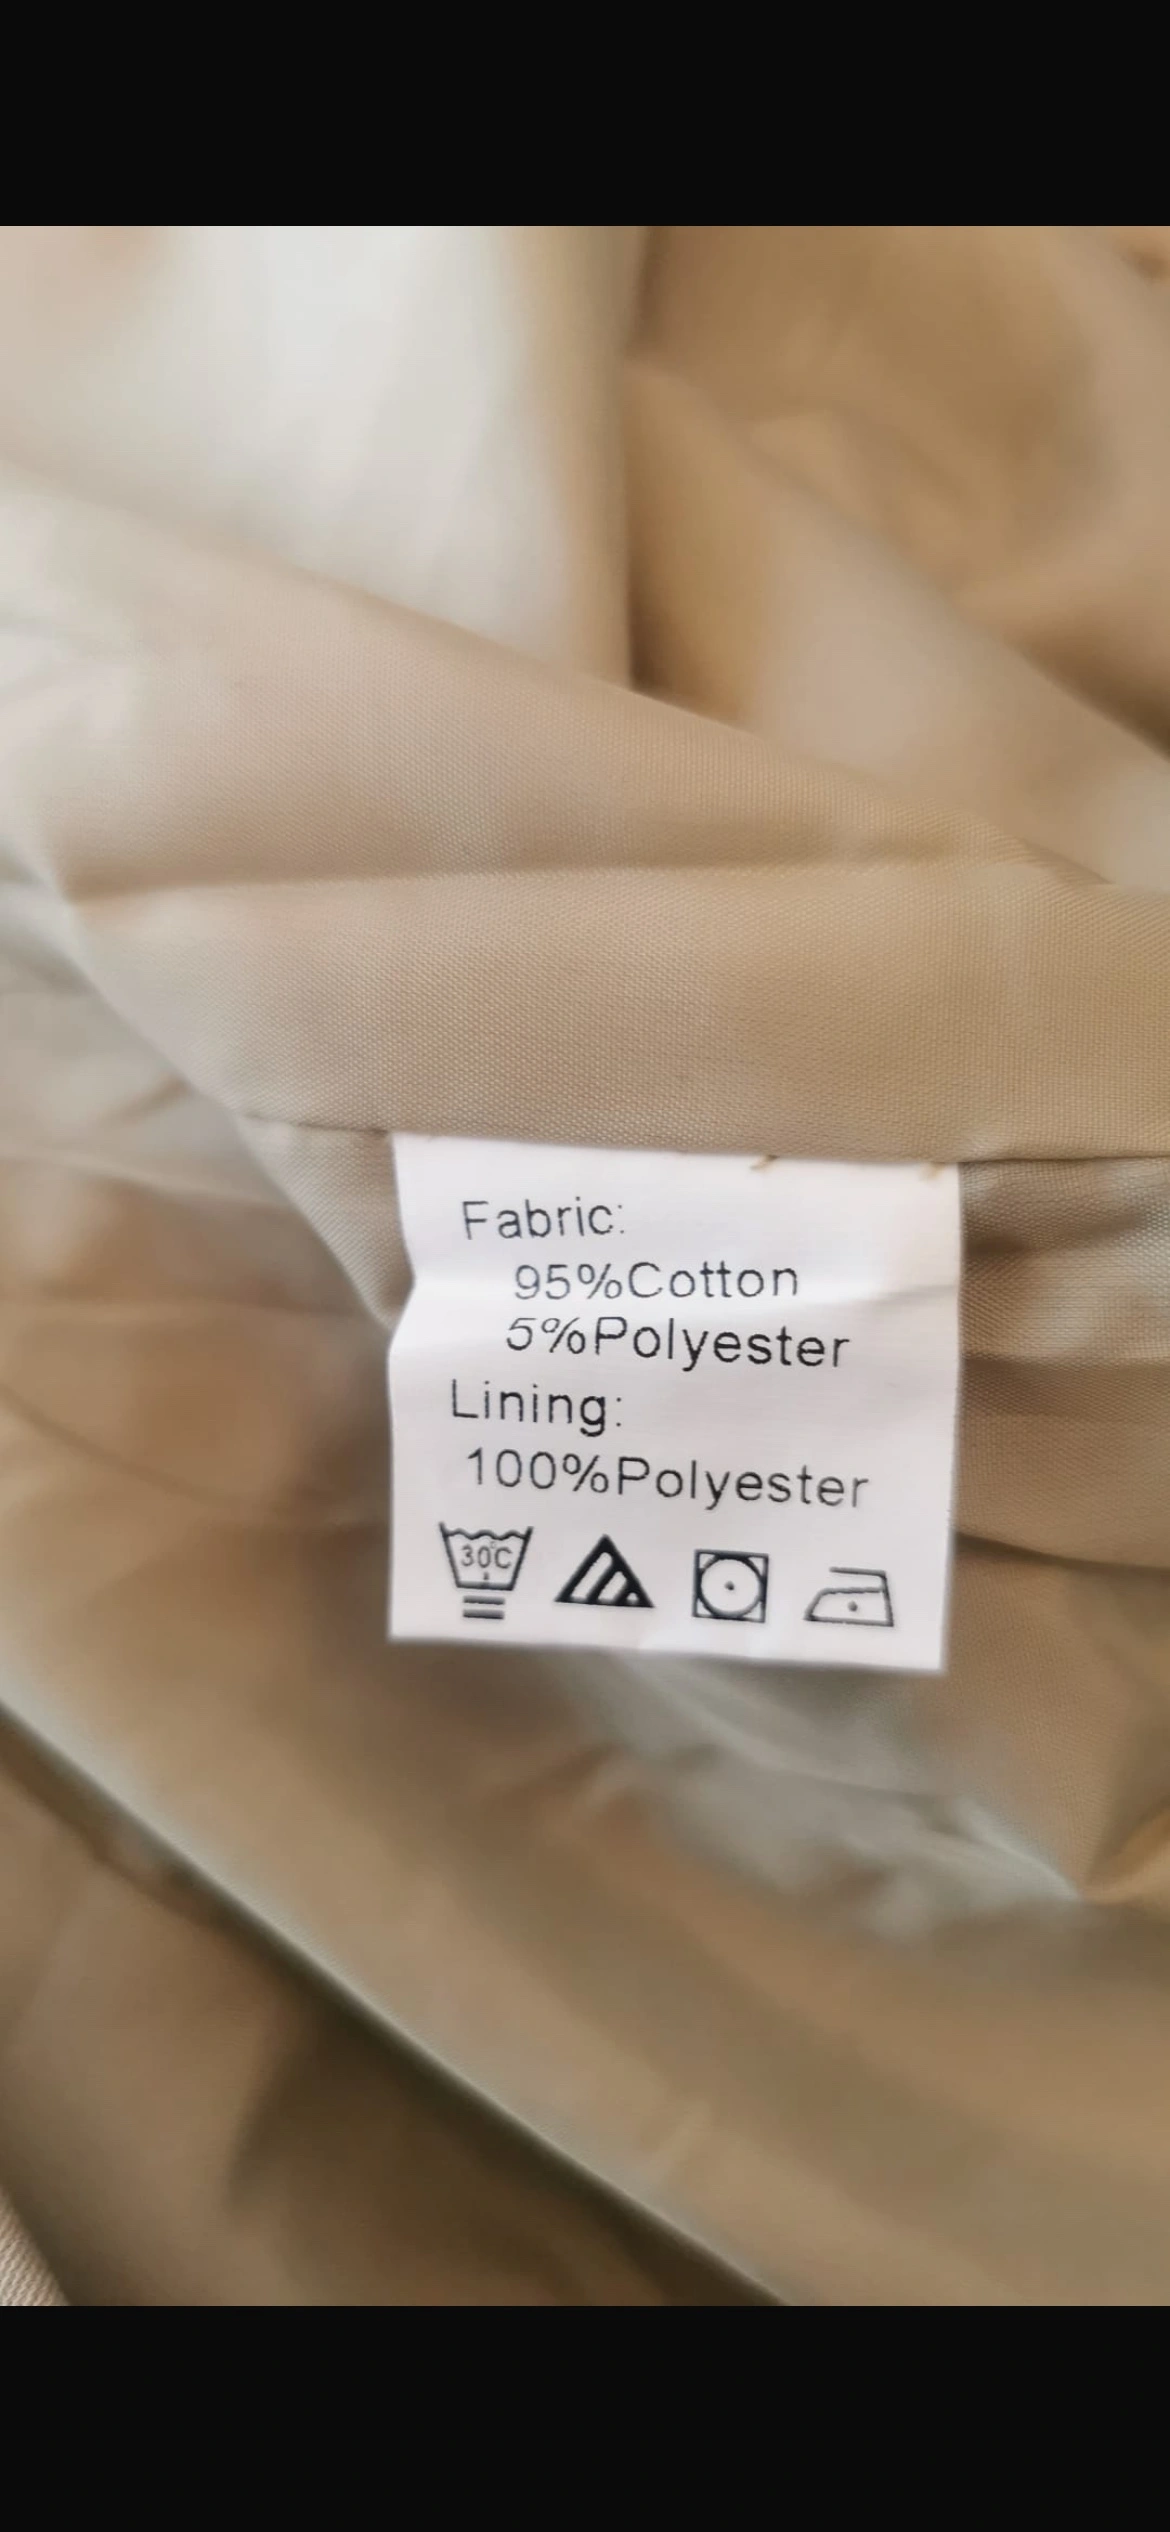 Fabric:
95%Cotton
5%Polyester
Lining:
100%Polyester
30°C